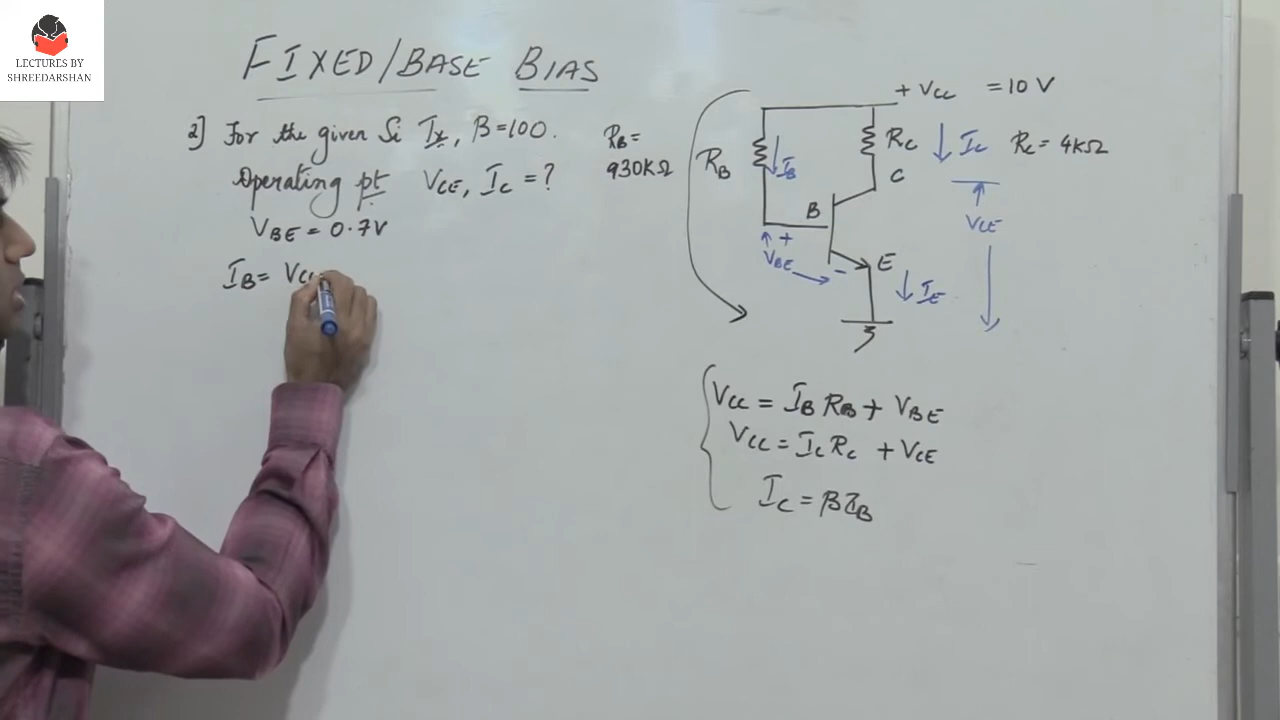 LECTURES BY
SHREEDARSHAN
FIXED/BASE BIAS
2] For the given Si Tx, β=100.
Operating pt VCE, IC = ?
VBE = 0.7V
IB = VCC
RB =
930KΩ
+ VCC = 10 V
RB
IB
RC
IC
RC = 4KΩ
C
B
VCE
+
VBE
-
E
IE
VCC = IB RB + VBE
VCC = IC RC + VCE
IC = βIB